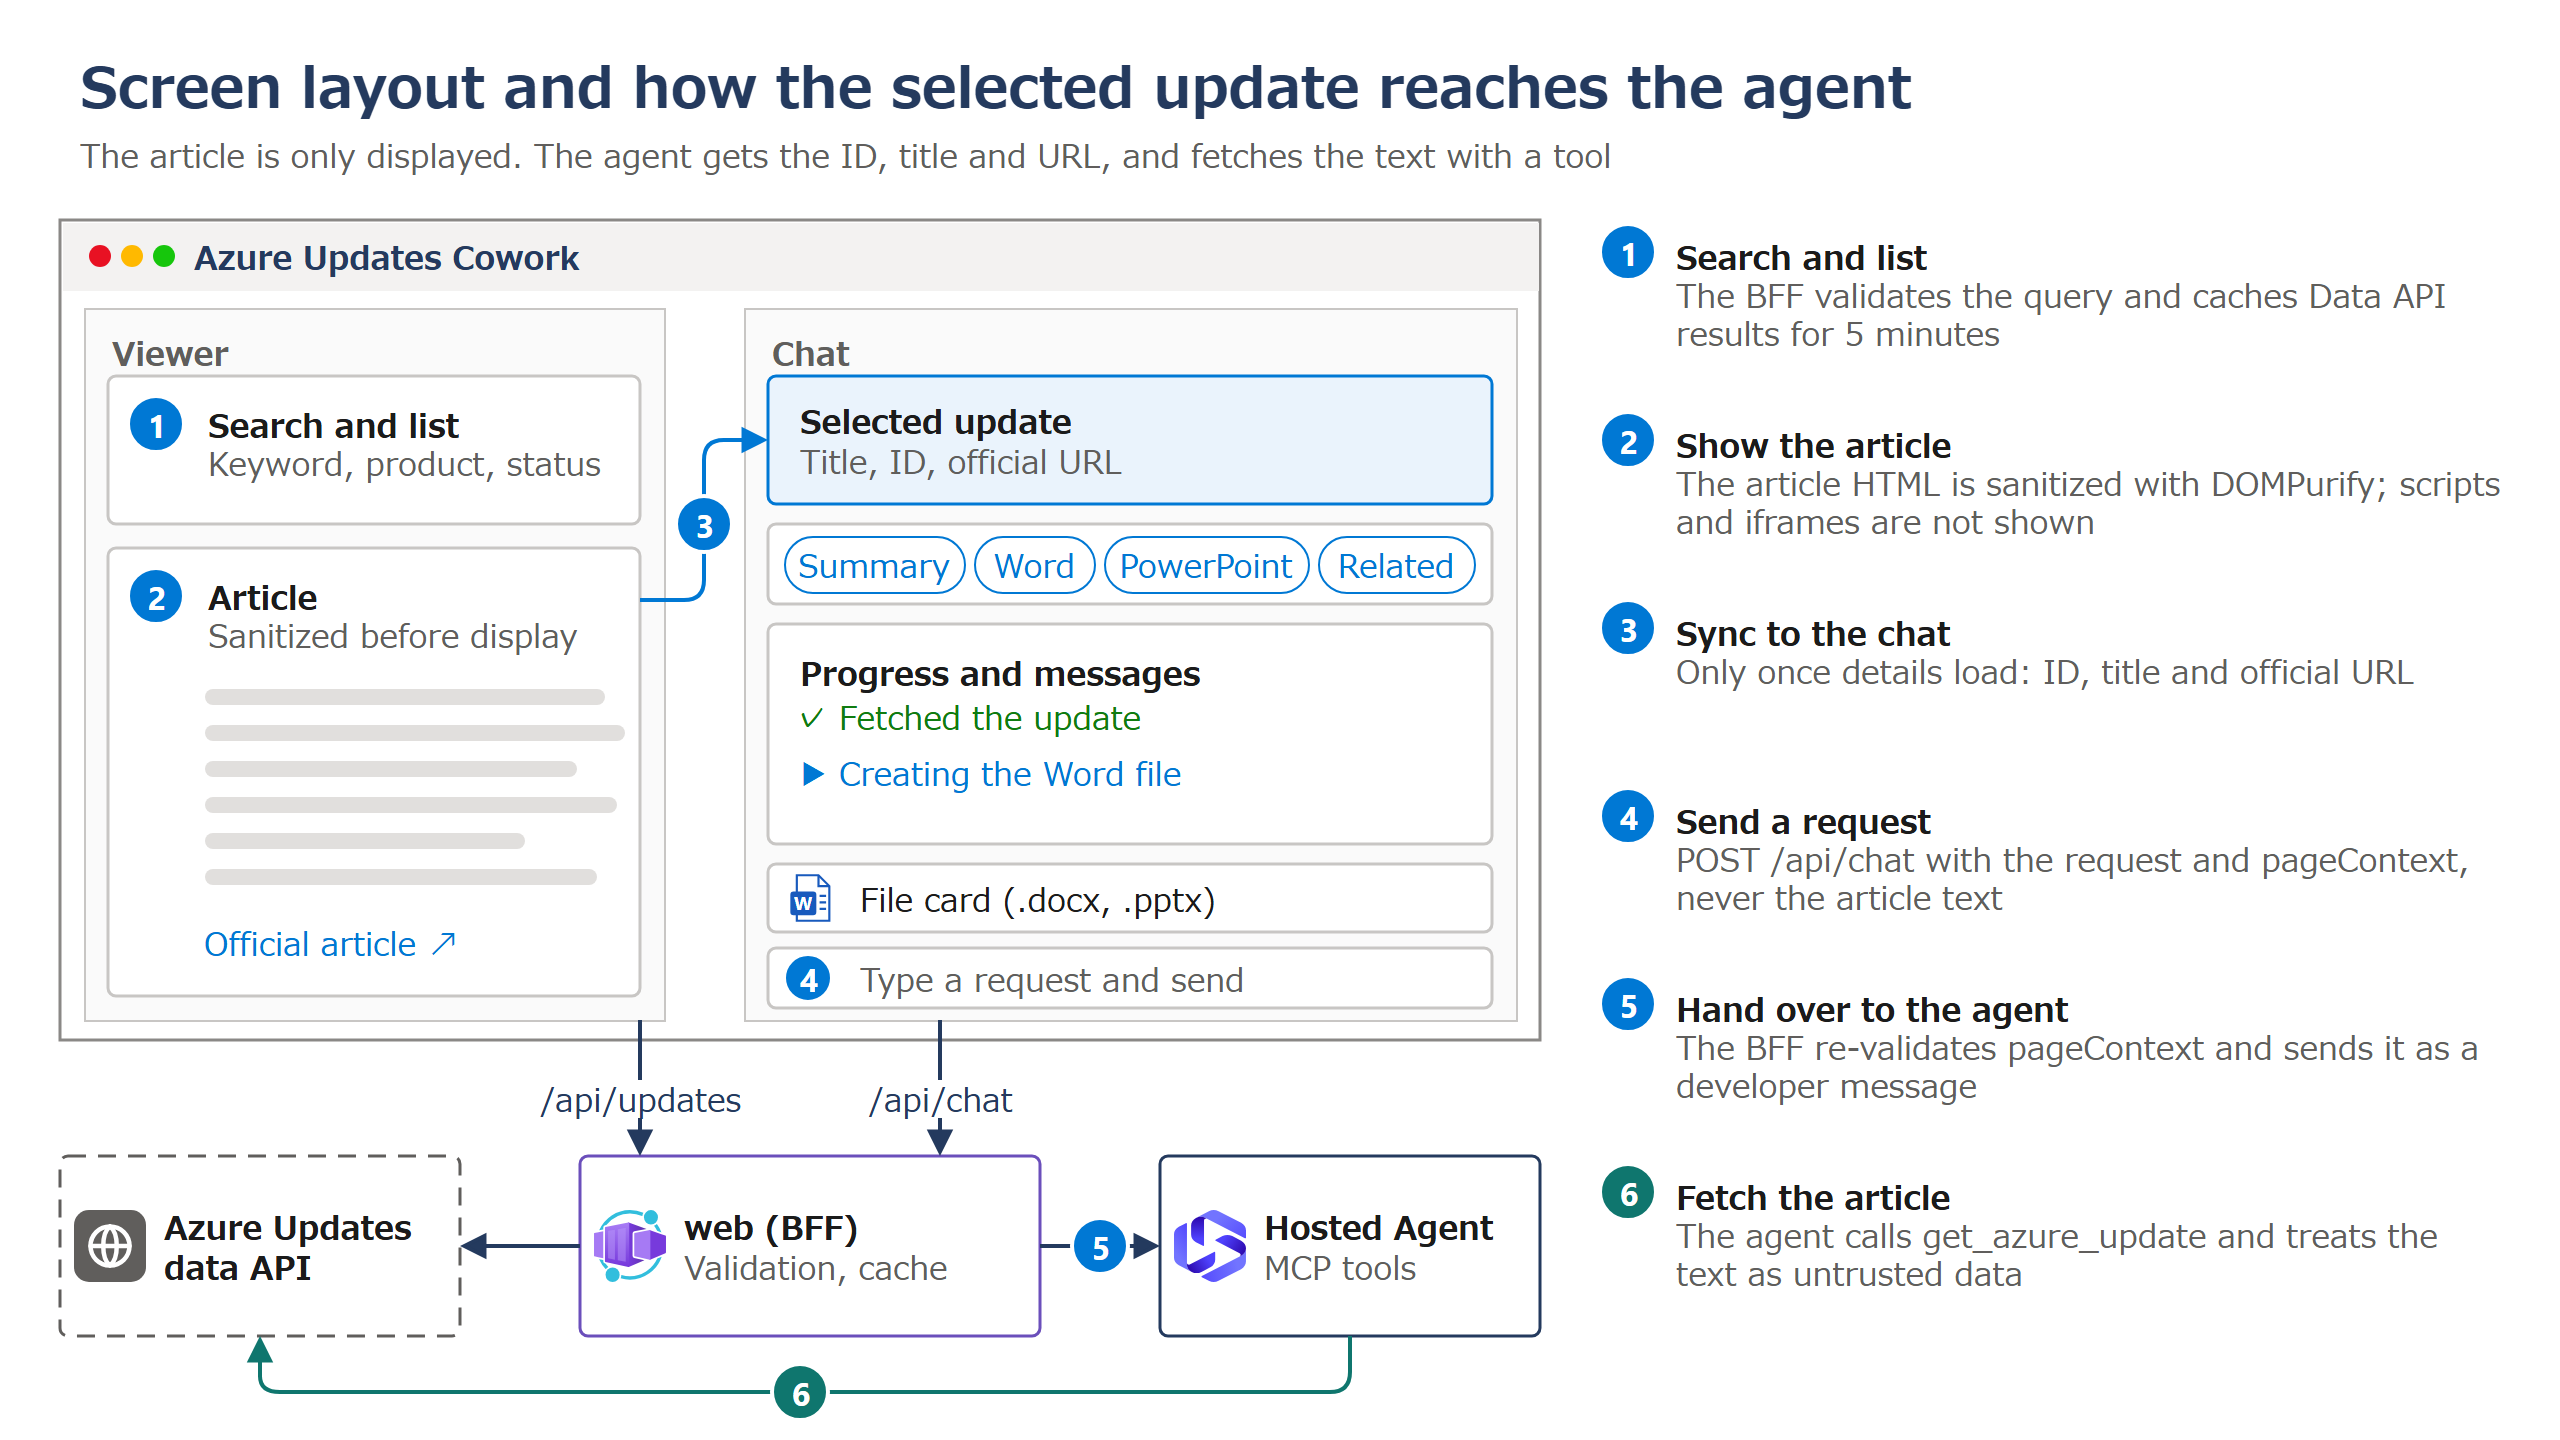 Screen layout and how the selected update reaches the agent
The article is only displayed. The agent gets the ID, title and URL, and fetches the text with a tool
Azure Updates Cowork
Viewer
1
Search and list
Keyword, product, status
2
Article
Sanitized before display
Official article ↗
3
Chat
Selected update
Title, ID, official URL
Summary
Word
PowerPoint
Related
Progress and messages
✓ Fetched the update
▶ Creating the Word file
W
File card (.docx, .pptx)
4
Type a request and send
/api/updates
/api/chat
Azure Updates
data API
web (BFF)
Validation, cache
5
Hosted Agent
MCP tools
6
1
Search and list
The BFF validates the query and caches Data API
results for 5 minutes
2
Show the article
The article HTML is sanitized with DOMPurify; scripts
and iframes are not shown
3
Sync to the chat
Only once details load: ID, title and official URL
4
Send a request
POST /api/chat with the request and pageContext,
never the article text
5
Hand over to the agent
The BFF re-validates pageContext and sends it as a
developer message
6
Fetch the article
The agent calls get_azure_update and treats the
text as untrusted data